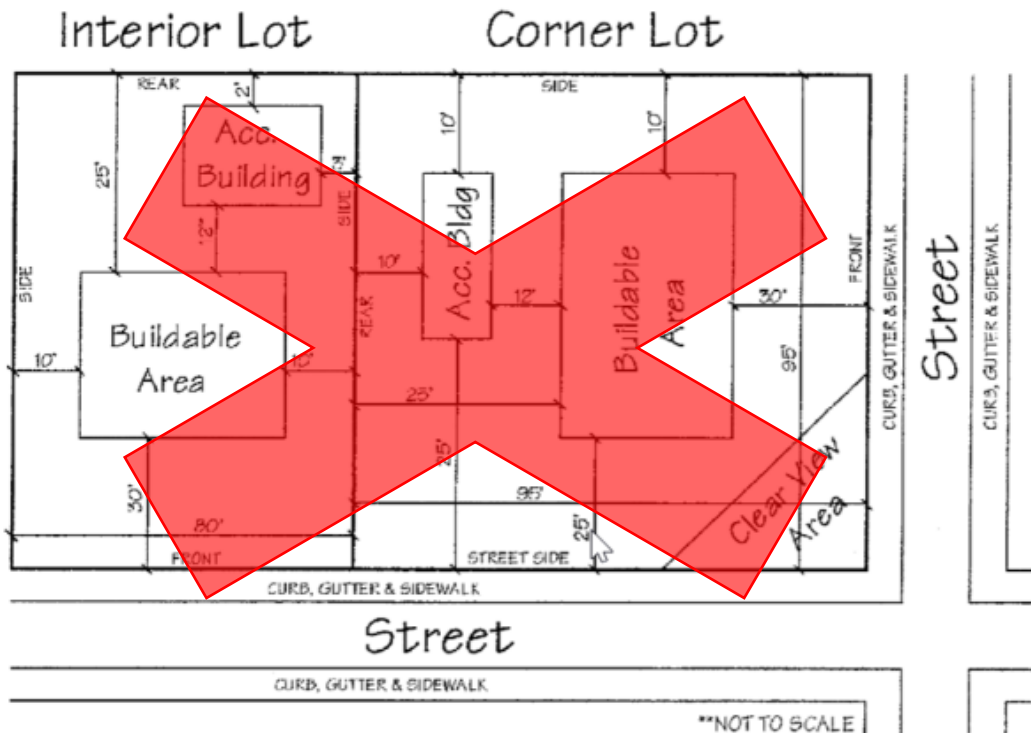 Interior Lot
Corner Lot
REAR
SIDE
2'
10'
10'
Acc.
Building
25'
3'
SIDE
12'
Acc. Bldg
10'
12'
Buildable
Area
30'
FRONT
SIDE
REAR
Buildable
Area
10'
10'
25'
95'
25'
30'
80'
95'
25'
Clear View
Area
FRONT
STREET SIDE
CURB, GUTTER & SIDEWALK
Street
CURB, GUTTER & SIDEWALK
CURB, GUTTER & SIDEWALK
Street
CURB, GUTTER & SIDEWALK
**NOT TO SCALE